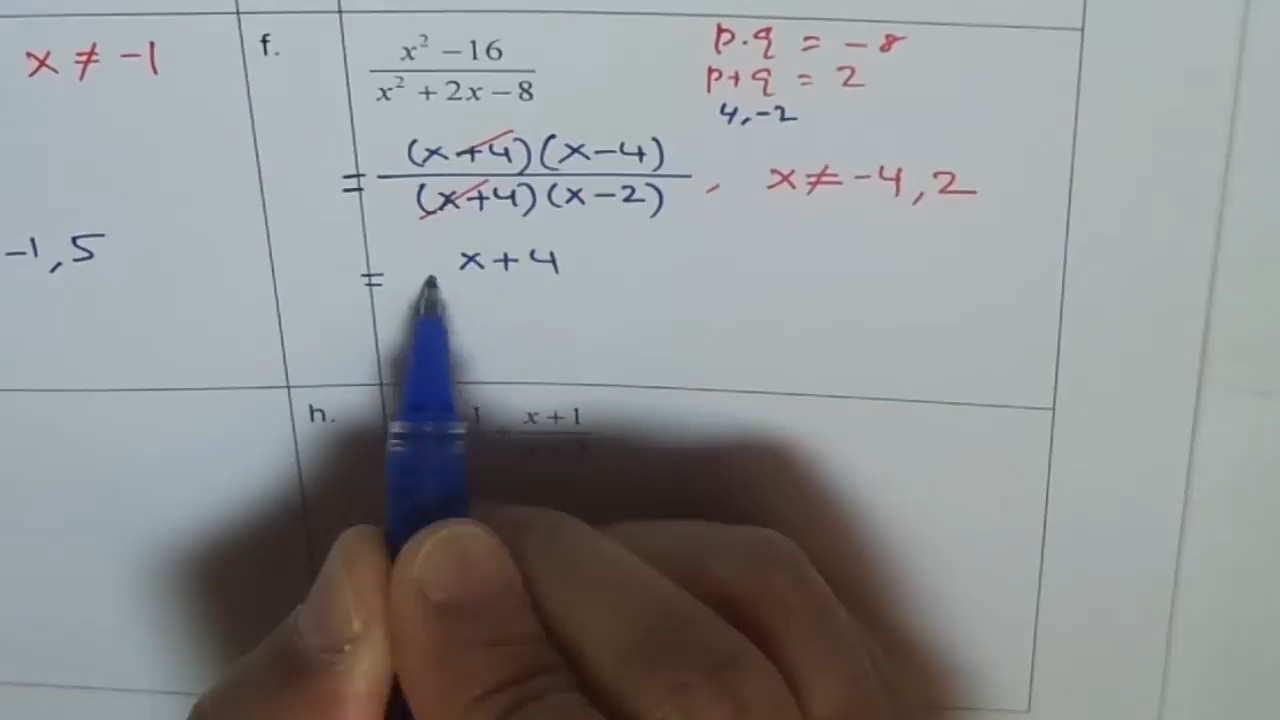 x ≠ -1
-1, 5
f.
x² - 16
x² + 2x - 8
p.q = -8
p+q = 2
4, -2
= (x+4)(x-4)
(x+4)(x-2) , x ≠ -4, 2
= x+4
h.
1
x+1